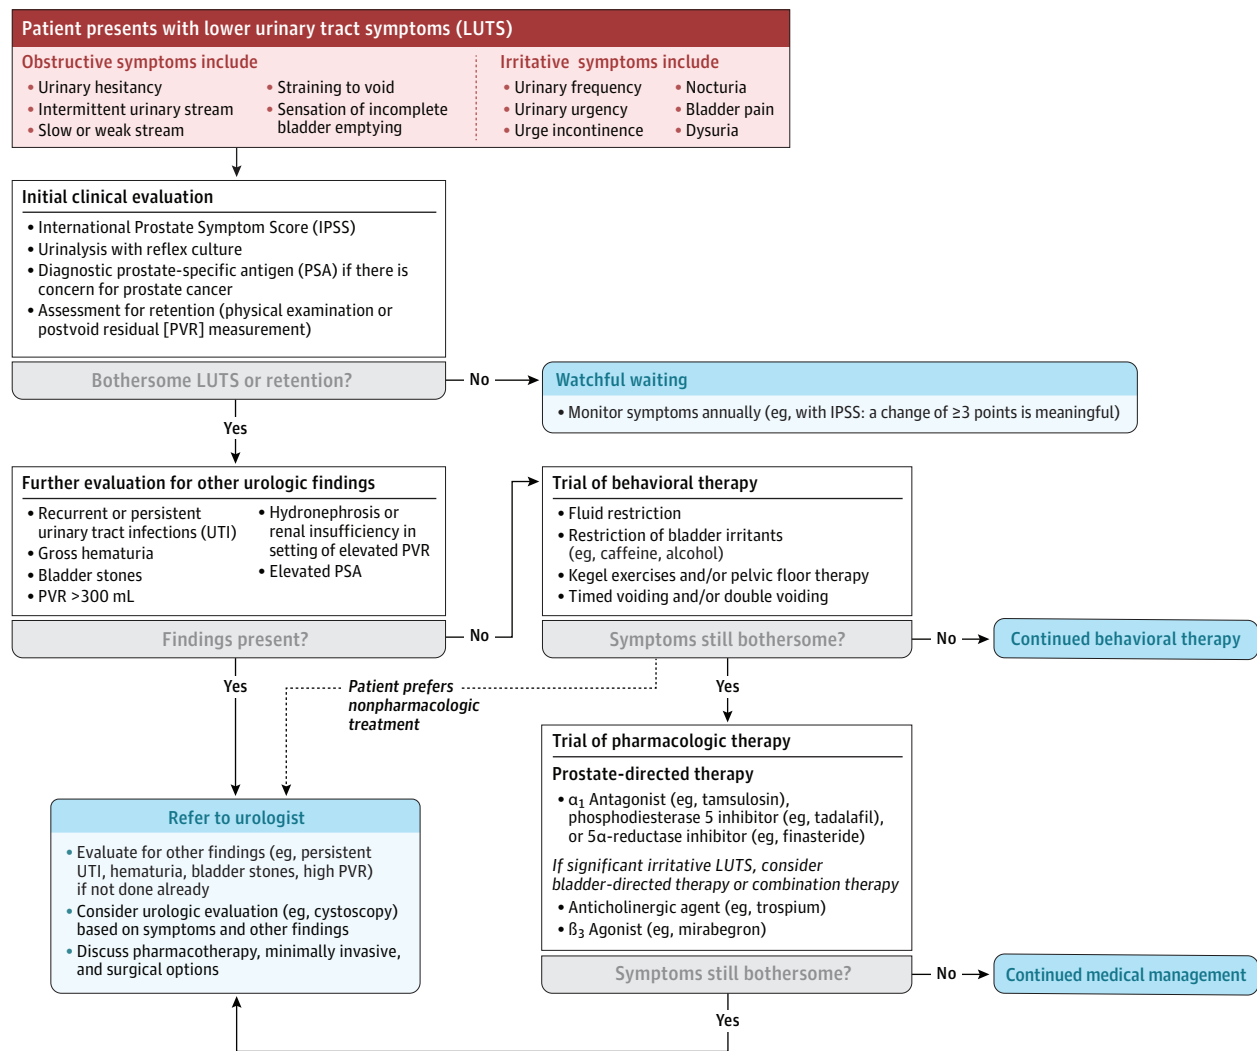 Patient presents with lower urinary tract symptoms (LUTS)
Obstructive symptoms include
• Urinary hesitancy
• Intermittent urinary stream
• Slow or weak stream
• Straining to void
• Sensation of incomplete
bladder emptying
Irritative symptoms include
• Urinary frequency
• Urinary urgency
• Urge incontinence
• Nocturia
• Bladder pain
• Dysuria
Initial clinical evaluation
• International Prostate Symptom Score (IPSS)
• Urinalysis with reflex culture
• Diagnostic prostate-specific antigen (PSA) if there is
concern for prostate cancer
• Assessment for retention (physical examination or
postvoid residual [PVR] measurement)
Bothersome LUTS or retention?
No
Watchful waiting
• Monitor symptoms annually (eg, with IPSS: a change of ≥3 points is meaningful)
Yes
Further evaluation for other urologic findings
• Recurrent or persistent
urinary tract infections (UTI)
• Gross hematuria
• Bladder stones
• PVR >300 mL
• Hydronephrosis or
renal insufficiency in
setting of elevated PVR
• Elevated PSA
Findings present?
No
Trial of behavioral therapy
• Fluid restriction
• Restriction of bladder irritants
(eg, caffeine, alcohol)
• Kegel exercises and/or pelvic floor therapy
• Timed voiding and/or double voiding
Symptoms still bothersome?
No
Continued behavioral therapy
Yes
Patient prefers
nonpharmacologic
treatment
Yes
Trial of pharmacologic therapy
Prostate-directed therapy
• α₁ Antagonist (eg, tamsulosin),
phosphodiesterase 5 inhibitor (eg, tadalafil),
or 5α-reductase inhibitor (eg, finasteride)
If significant irritative LUTS, consider
bladder-directed therapy or combination therapy
• Anticholinergic agent (eg, trospium)
• ß₃ Agonist (eg, mirabegron)
Symptoms still bothersome?
No
Continued medical management
Yes
Refer to urologist
• Evaluate for other findings (eg, persistent
UTI, hematuria, bladder stones, high PVR)
if not done already
• Consider urologic evaluation (eg, cystoscopy)
based on symptoms and other findings
• Discuss pharmacotherapy, minimally invasive,
and surgical options